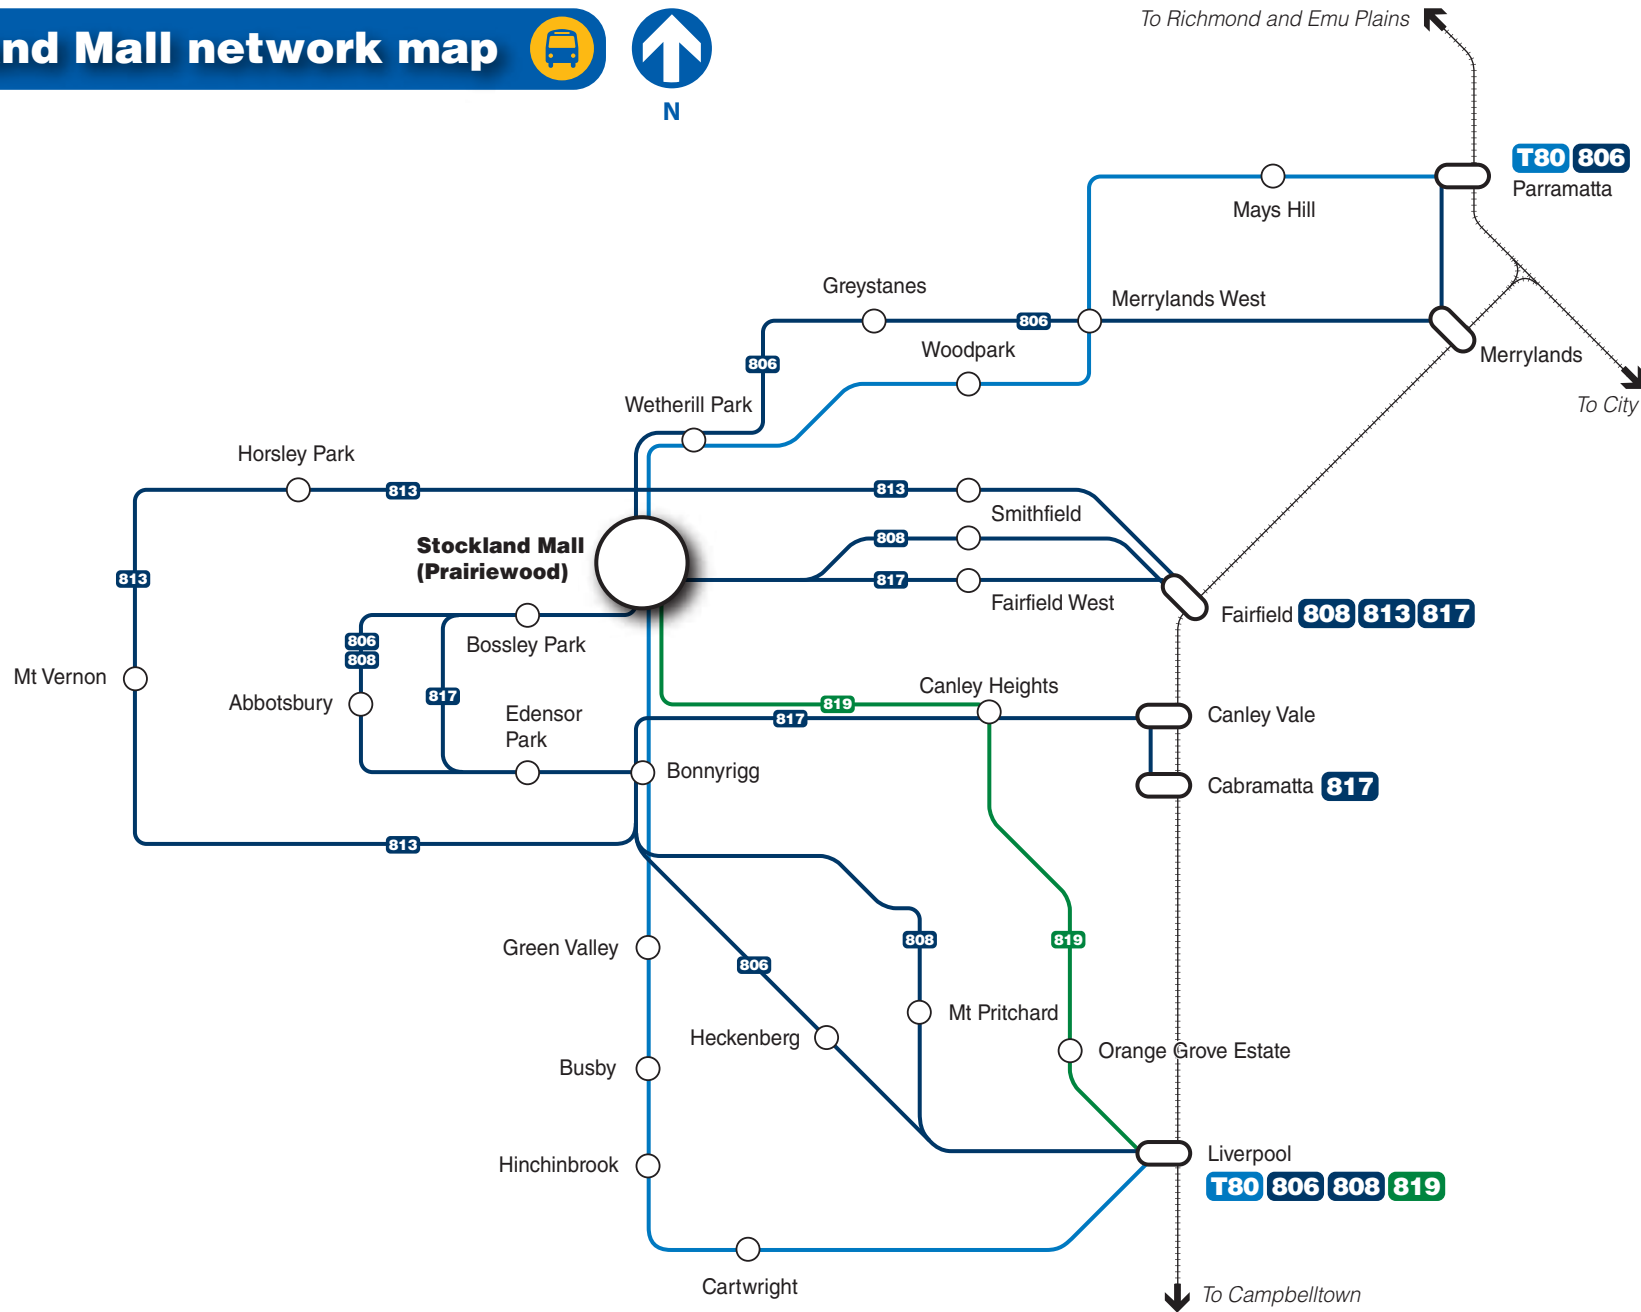 nd Mall network map
N
To Richmond and Emu Plains
T80 806
Parramatta
Mays Hill
Greystanes
806
Merrylands West
Woodpark
806
Merrylands
To City
Wetherill Park
Horsley Park
813
813
Smithfield
Stockland Mall
(Prairiewood)
808
813
817
Fairfield West
Fairfield 808 813 817
806
808
Bossley Park
Mt Vernon
Abbotsbury
817
Canley Heights
819
817
Canley Vale
Edensor
Park
Bonnyrigg
Cabramatta 817
813
808
819
Green Valley
806
Mt Pritchard
Heckenberg
Orange Grove Estate
Busby
Hinchinbrook
Liverpool
T80 806 808 819
Cartwright
To Campbelltown